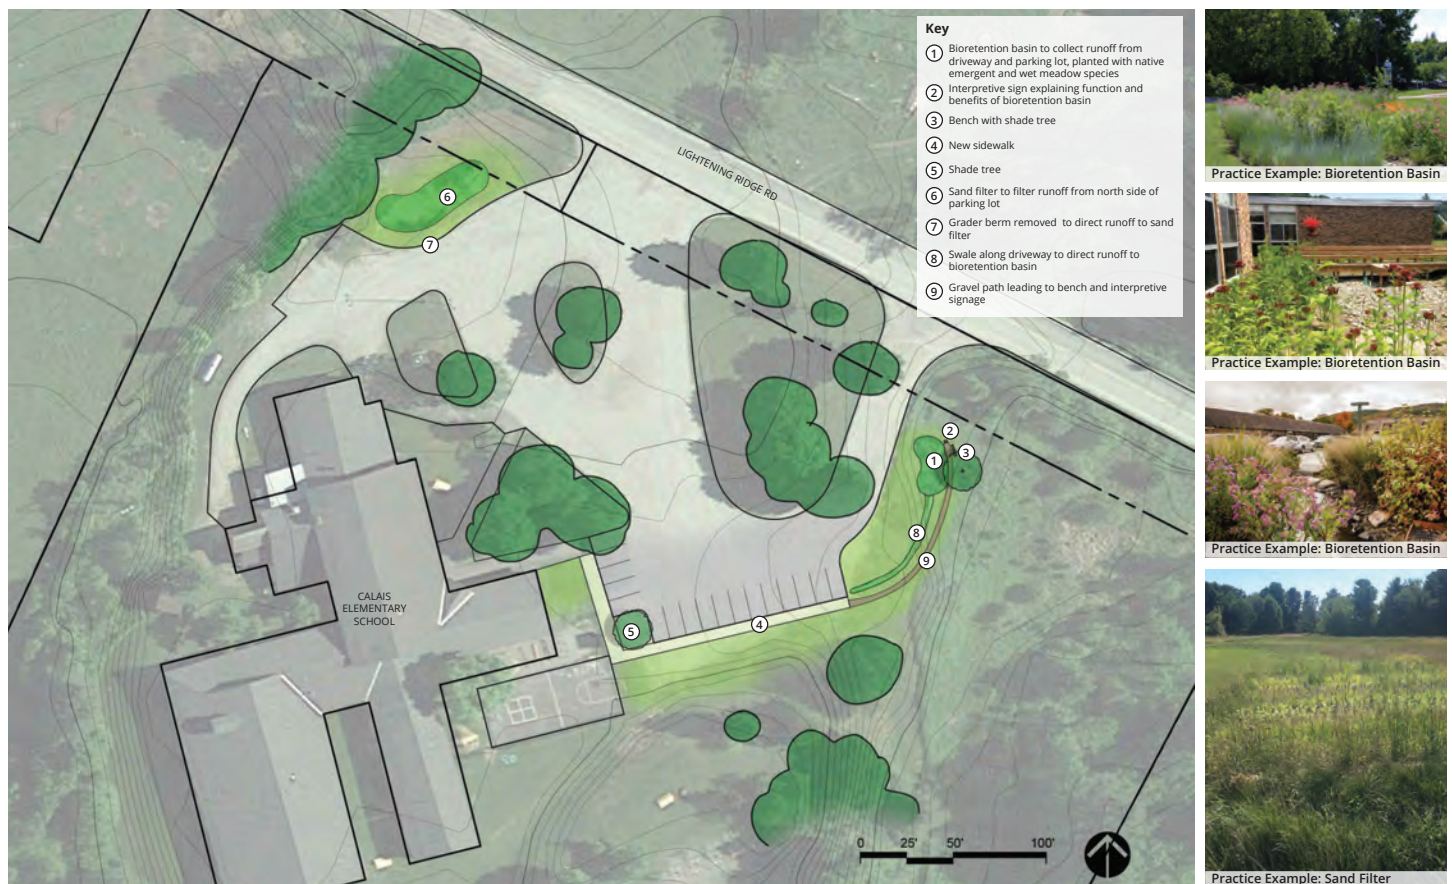 Key
1 Bioretention basin to collect runoff from
driveway and parking lot, planted with native
emergent and wet meadow species
2 Interpretive sign explaining function and
benefits of bioretention basin
3 Bench with shade tree
4 New sidewalk
5 Shade tree
6 Sand filter to filter runoff from north side of
parking lot
7 Grader berm removed to direct runoff to sand
filter
8 Swale along driveway to direct runoff to
bioretention basin
9 Gravel path leading to bench and interpretive
signage
LIGHTENING RIDGE RD
6
7
2
3
1
8
9
4
5
CALAIS
ELEMENTARY
SCHOOL
0 25' 50' 100'
Practice Example: Bioretention Basin
Practice Example: Bioretention Basin
Practice Example: Bioretention Basin
Practice Example: Sand Filter